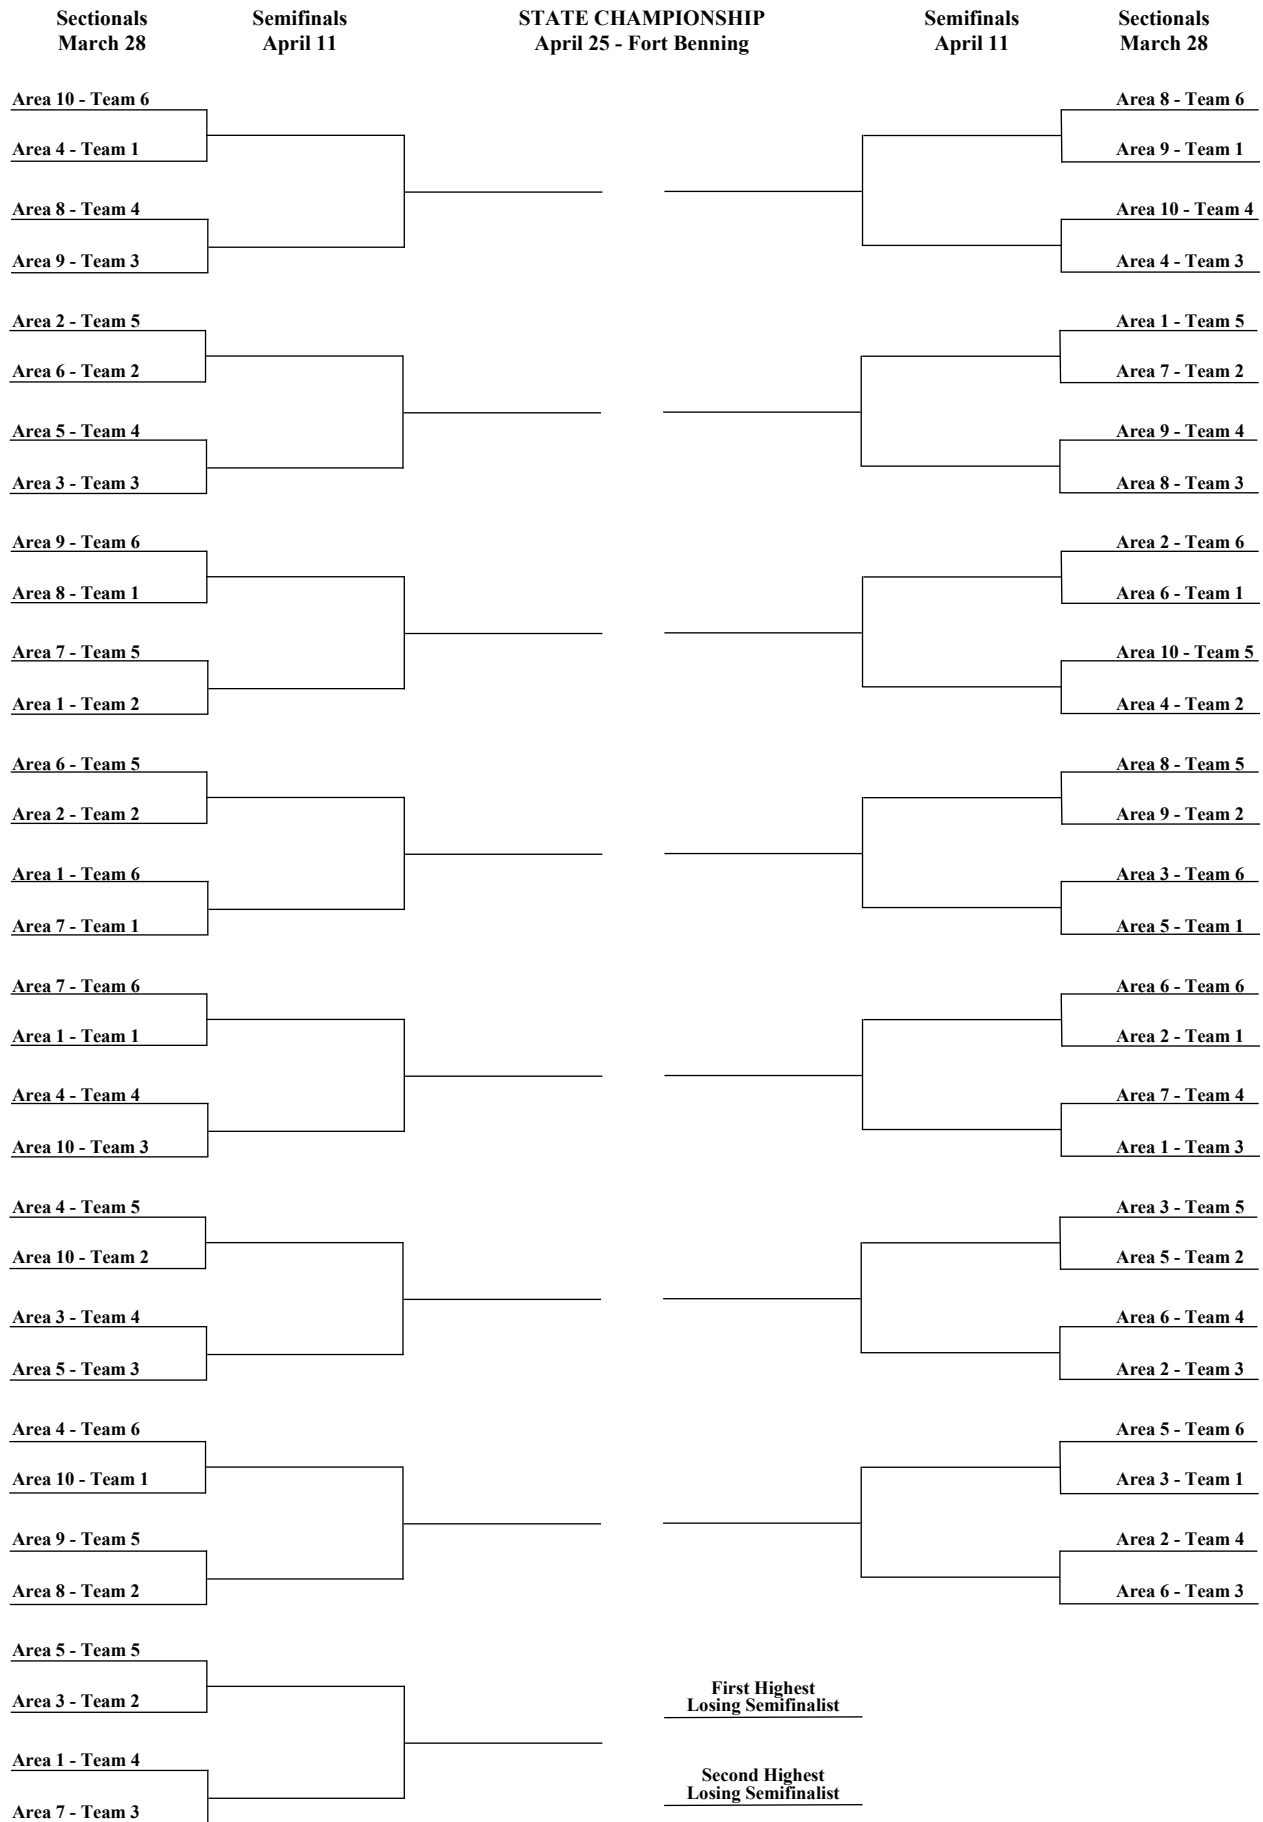 Sectionals
March 28
Semifinals
April 11
STATE CHAMPIONSHIP
April 25 - Fort Benning
Semifinals
April 11
Sectionals
March 28
Area 10 - Team 6
Area 4 - Team 1
Area 8 - Team 4
Area 9 - Team 3
Area 2 - Team 5
Area 6 - Team 2
Area 5 - Team 4
Area 3 - Team 3
Area 9 - Team 6
Area 8 - Team 1
Area 7 - Team 5
Area 1 - Team 2
Area 6 - Team 5
Area 2 - Team 2
Area 1 - Team 6
Area 7 - Team 1
Area 7 - Team 6
Area 1 - Team 1
Area 4 - Team 4
Area 10 - Team 3
Area 4 - Team 5
Area 10 - Team 2
Area 3 - Team 4
Area 5 - Team 3
Area 4 - Team 6
Area 10 - Team 1
Area 9 - Team 5
Area 8 - Team 2
Area 5 - Team 5
Area 3 - Team 2
Area 1 - Team 4
Area 7 - Team 3
First Highest
Losing Semifinalist
Second Highest
Losing Semifinalist
Area 8 - Team 6
Area 9 - Team 1
Area 10 - Team 4
Area 4 - Team 3
Area 1 - Team 5
Area 7 - Team 2
Area 9 - Team 4
Area 8 - Team 3
Area 2 - Team 6
Area 6 - Team 1
Area 10 - Team 5
Area 4 - Team 2
Area 8 - Team 5
Area 9 - Team 2
Area 3 - Team 6
Area 5 - Team 1
Area 6 - Team 6
Area 2 - Team 1
Area 7 - Team 4
Area 1 - Team 3
Area 3 - Team 5
Area 5 - Team 2
Area 6 - Team 4
Area 2 - Team 3
Area 5 - Team 6
Area 3 - Team 1
Area 2 - Team 4
Area 6 - Team 3